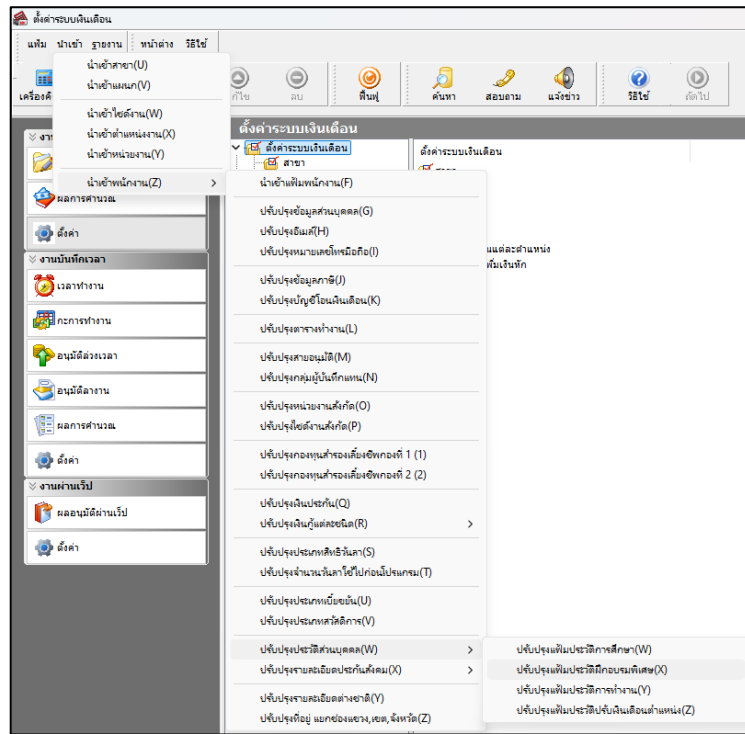 ตั้งค่าระบบเงินเดือน
แฟ้ม นำเข้า รายงาน หน้าต่าง วิธีใช้
นำเข้าสาขา(U)
นำเข้าแผนก(V)
นำเข้าไซต์งาน(W)
นำเข้าตำแหน่งงาน(X)
นำเข้าหน่วยงาน(Y)
นำเข้าพนักงาน(Z)
ลบ ฟื้นฟู ค้นหา สอบถาม แจ้งข่าว วิธีใช้ ถัดไป
ตั้งค่าระบบเงินเดือน
ตั้งค่าระบบเงินเดือน
สาขา
ตั้งค่าระบบเงินเดือน
ผลการคำนวณ
ตั้งค่า
งานบันทึกเวลา
เวลาทำงาน
กะการทำงาน
อนุมัติล่วงเวลา
อนุมัติลางาน
ผลการคำนวณ
ตั้งค่า
งานผ่านเว็ป
ผลอนุมัติผ่านเว็ป
ตั้งค่า
นำเข้าแฟ้มพนักงาน(F)
ปรับปรุงข้อมูลส่วนบุคคล(G)
ปรับปรุงอีเมล์(H)
ปรับปรุงหมายเลขโทรมือถือ(I)
ปรับปรุงข้อมูลภาษี(J)
ปรับปรุงบัญชีโอนเงินเดือน(K)
ปรับปรุงตารางทำงาน(L)
ปรับปรุงสายอนุมัติ(M)
ปรับปรุงกลุ่มผู้บันทึกแทน(N)
ปรับปรุงหน่วยงานสังกัด(O)
ปรับปรุงไซต์งานสังกัด(P)
ปรับปรุงกองทุนสำรองเลี้ยงชีพกองที่ 1 (1)
ปรับปรุงกองทุนสำรองเลี้ยงชีพกองที่ 2 (2)
ปรับปรุงเงินประกัน(Q)
ปรับปรุงเงินกู้แต่ละชนิด(R)
ปรับปรุงประเภทสิทธิวันลา(S)
ปรับปรุงจำนวนวันลาใช้ไปก่อนโปรแกรม(T)
ปรับปรุงประเภทเบี้ยขยัน(U)
ปรับปรุงประเภทสวัสดิการ(V)
ปรับปรุงประวัติส่วนบุคคล(W)
ปรับปรุงรายละเอียดประกันสังคม(X)
ปรับปรุงรายละเอียดต่างชาติ(Y)
ปรับปรุงที่อยู่ แยกช่องแขวง,เขต,จังหวัด(Z)
ปรับปรุงแฟ้มประวัติการศึกษา(W)
ปรับปรุงแฟ้มประวัติฝึกอบรมพิเศษ(X)
ปรับปรุงแฟ้มประวัติการทำงาน(Y)
ปรับปรุงแฟ้มประวัติปรับเงินเดือนตำแหน่ง(Z)